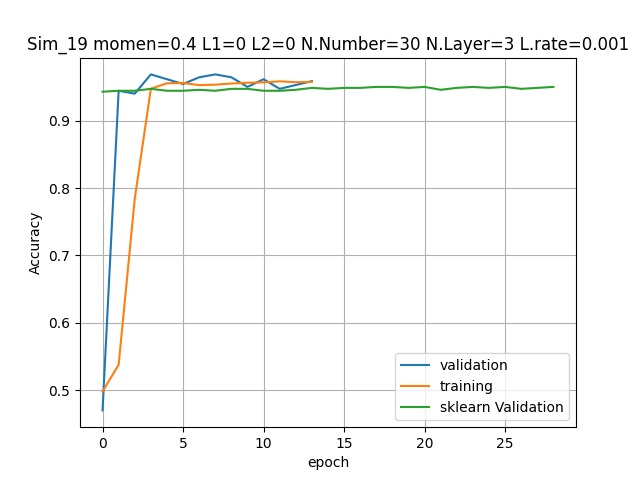 Sim_19 momen=0.4 L1=0 L2=0 N.Number=30 N.Layer=3 L.rate=0.001
Accuracy
0.9
0.8
0.7
0.6
0.5
validation
training
sklearn Validation
0 5 10 15 20 25
epoch